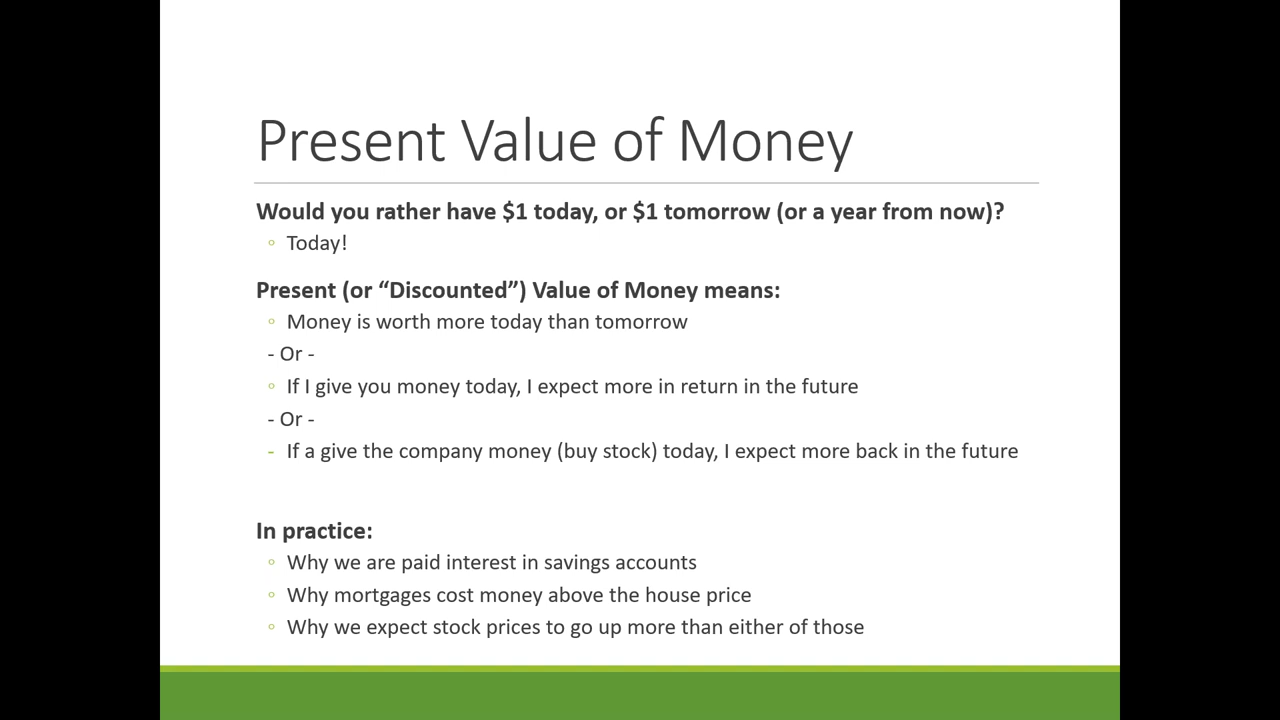 Present Value of Money
Would you rather have $1 today, or $1 tomorrow (or a year from now)?
◦ Today!
Present (or “Discounted”) Value of Money means:
◦ Money is worth more today than tomorrow
- Or -
◦ If I give you money today, I expect more in return in the future
- Or -
- If a give the company money (buy stock) today, I expect more back in the future
In practice:
◦ Why we are paid interest in savings accounts
◦ Why mortgages cost money above the house price
◦ Why we expect stock prices to go up more than either of those